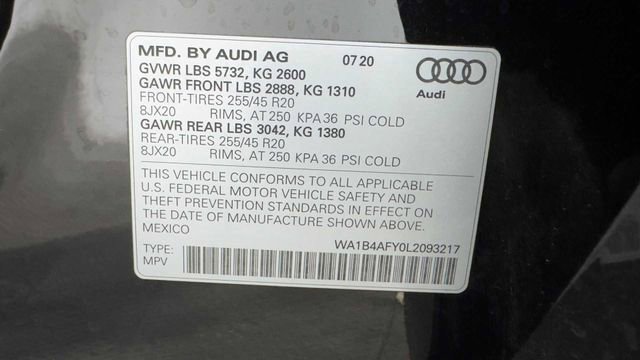 MFD. BY AUDI AG 07 20
GVWR LBS 5732, KG 2600
GAWR FRONT LBS 2888, KG 1310
FRONT-TIRES 255/45 R20
8JX20 RIMS, AT 250 KPA 36 PSI COLD
GAWR REAR LBS 3042, KG 1380
REAR-TIRES 255/45 R20
8JX20 RIMS, AT 250 KPA 36 PSI COLD
Audi
THIS VEHICLE CONFORMS TO ALL APPLICABLE
U.S. FEDERAL MOTOR VEHICLE SAFETY AND
THEFT PREVENTION STANDARDS IN EFFECT ON
THE DATE OF MANUFACTURE SHOWN ABOVE.
MEXICO
WA1B4AFY0L2093217
TYPE:
MPV